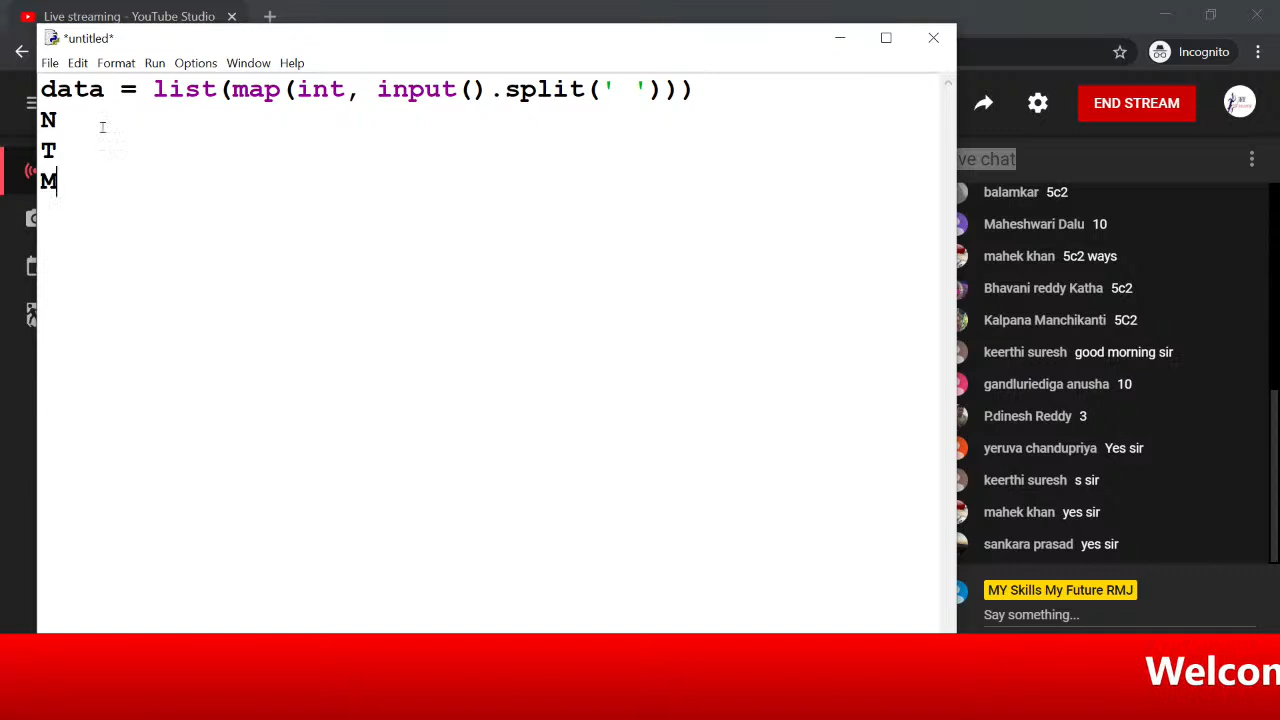 Live streaming - YouTube Studio
Incognito
*untitled*
File Edit Format Run Options Window Help
data = list(map(int, input().split(' ')))
N
T
M
END STREAM
ve chat
balamkar 5c2
Maheshwari Dalu 10
mahek khan 5c2 ways
Bhavani reddy Katha 5c2
Kalpana Manchikanti 5C2
keerthi suresh good morning sir
gandluriediga anusha 10
P.dinesh Reddy 3
yeruva chandupriya Yes sir
keerthi suresh s sir
mahek khan yes sir
sankara prasad yes sir
MY Skills My Future RMJ
Say something...
Welcom